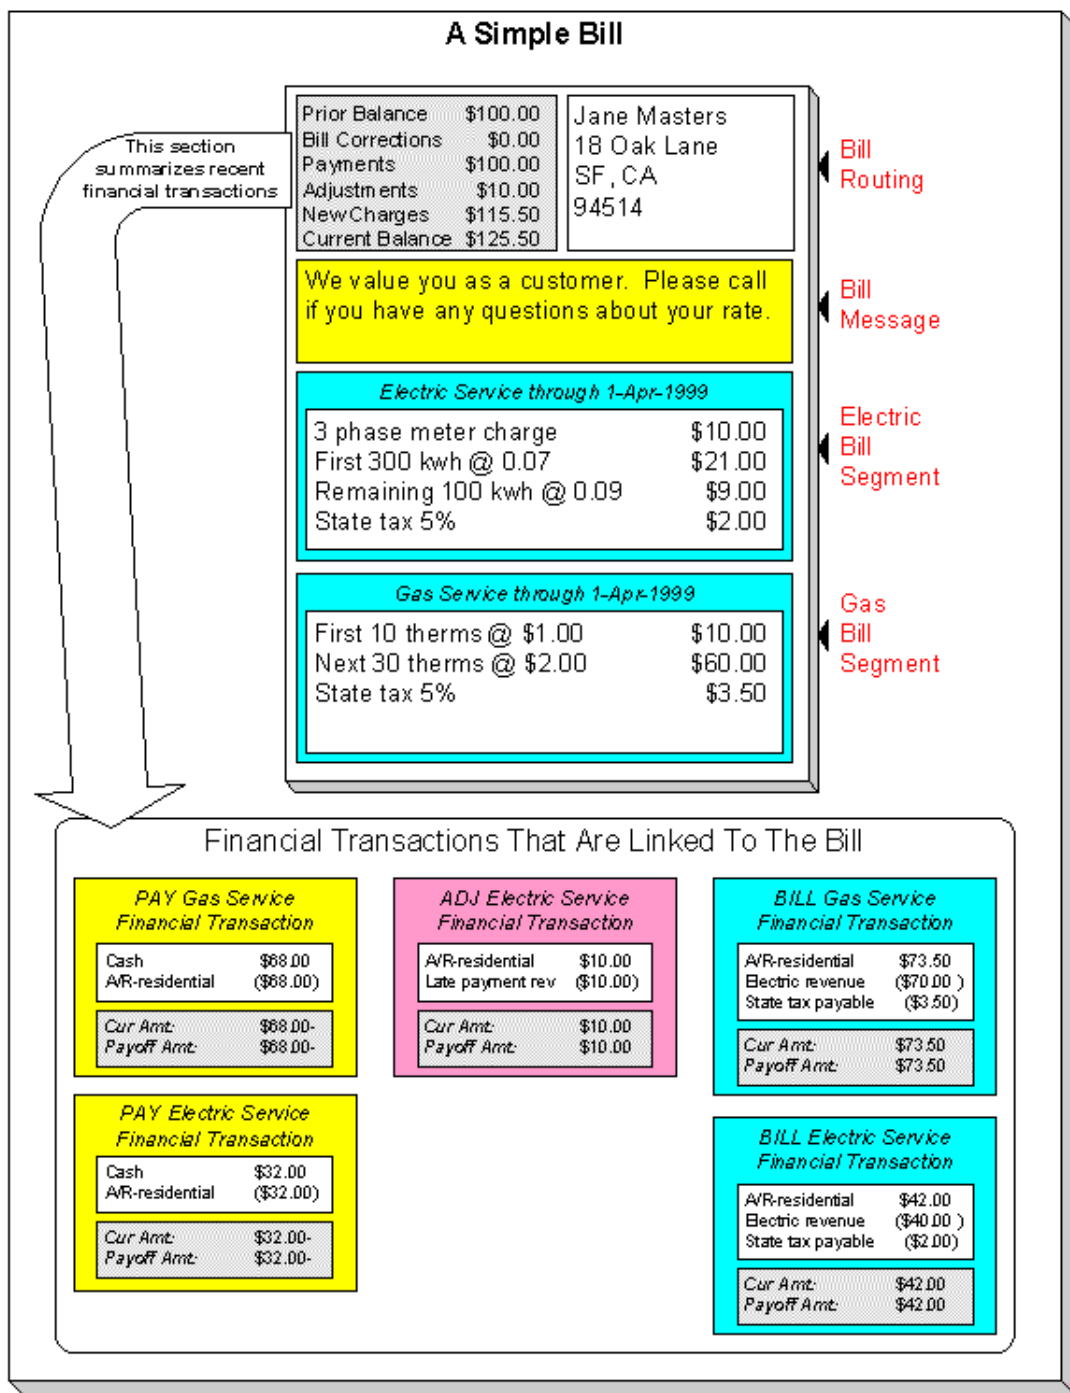 A Simple Bill
This section
summarizes recent
financial transactions
Prior Balance $100.00
Bill Corrections $0.00
Payments $100.00
Adjustments $10.00
New Charges $115.50
Current Balance $125.50
Jane Masters
18 Oak Lane
SF, CA
94514
Bill
Routing
We value you as a customer. Please call
if you have any questions about your rate.
Bill
Message
Electric Service through 1-Apr-1999
3 phase meter charge $10.00
First 300 kwh @ 0.07 $21.00
Remaining 100 kwh @ 0.09 $9.00
State tax 5% $2.00
Electric
Bill
Segment
Gas Service through 1-Apr-1999
First 10 therms @ $1.00 $10.00
Next 30 therms @ $2.00 $60.00
State tax 5% $3.50
Gas
Bill
Segment
Financial Transactions That Are Linked To The Bill
PAY Gas Service
Financial Transaction
Cash $68.00
A/R-residential ($68.00)
Cur Amt: $68.00-
Payoff Amt: $68.00-
ADJ Electric Service
Financial Transaction
A/R-residential $10.00
Late payment rev ($10.00)
Cur Amt: $10.00
Payoff Amt: $10.00
BILL Gas Service
Financial Transaction
A/R-residential $73.50
Electric revenue ($70.00 )
State tax payable ($3.50)
Cur Amt: $73.50
Payoff Amt: $73.50
PAY Electric Service
Financial Transaction
Cash $32.00
A/R-residential ($32.00)
Cur Amt: $32.00-
Payoff Amt: $32.00-
BILL Electric Service
Financial Transaction
A/R-residential $42.00
Electric revenue ($40.00 )
State tax payable ($2.00)
Cur Amt: $42.00
Payoff Amt: $42.00